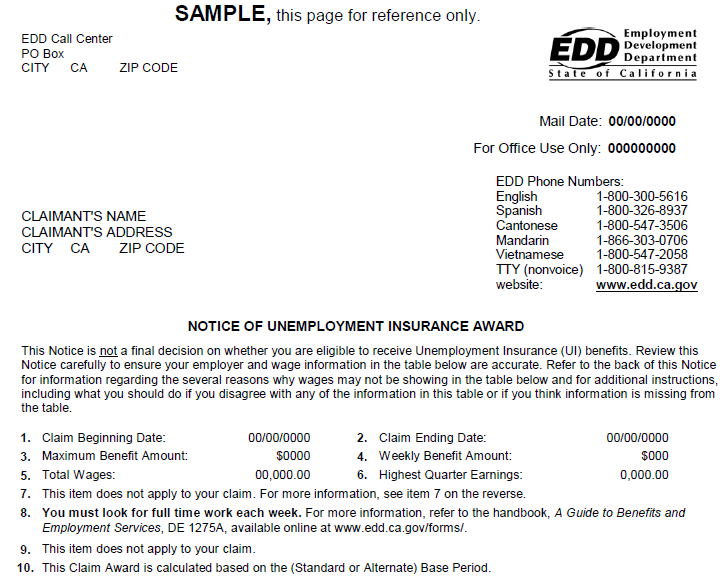 SAMPLE, this page for reference only.
EDD Call Center
PO Box
CITY CA ZIP CODE
EDD Employment
Development
Department
State of California
Mail Date: 00/00/0000
For Office Use Only: 000000000
EDD Phone Numbers:
English 1-800-300-5616
Spanish 1-800-326-8937
Cantonese 1-800-547-3506
Mandarin 1-866-303-0706
Vietnamese 1-800-547-2058
TTY (nonvoice) 1-800-815-9387
website: www.edd.ca.gov
CLAIMANT'S NAME
CLAIMANT'S ADDRESS
CITY CA ZIP CODE
NOTICE OF UNEMPLOYMENT INSURANCE AWARD
This Notice is not a final decision on whether you are eligible to receive Unemployment Insurance (UI) benefits. Review this
Notice carefully to ensure your employer and wage information in the table below are accurate. Refer to the back of this Notice
for information regarding the several reasons why wages may not be showing in the table below and for additional instructions,
including what you should do if you disagree with any of the information in this table or if you think information is missing from
the table.
1. Claim Beginning Date: 00/00/0000 2. Claim Ending Date: 00/00/0000
3. Maximum Benefit Amount: $0000 4. Weekly Benefit Amount: $000
5. Total Wages: 00,000.00 6. Highest Quarter Earnings: 0,000.00
7. This item does not apply to your claim. For more information, see item 7 on the reverse.
8. You must look for full time work each week. For more information, refer to the handbook, A Guide to Benefits and
Employment Services, DE 1275A, available online at www.edd.ca.gov/forms/.
9. This item does not apply to your claim.
10. This Claim Award is calculated based on the (Standard or Alternate) Base Period.